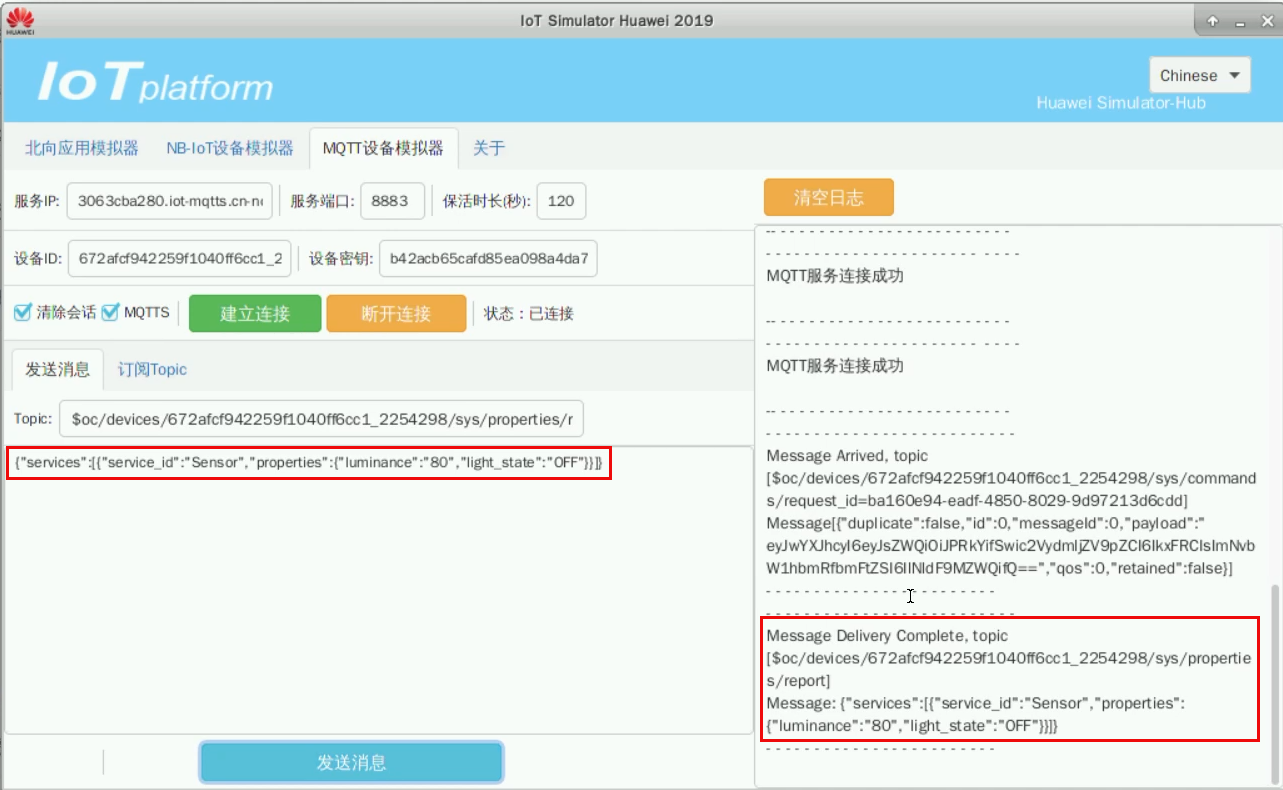 IoT Simulator Huawei 2019
HUAWEI
IoT platform
Chinese
Huawei Simulator-Hub
北向应用模拟器 NB-IoT设备模拟器 MQTT设备模拟器 关于
服务IP: 3063cba280.iot-mqtts.cn-n 服务端口: 8883 保活时长(秒): 120
清空日志
设备ID: 672afcf942259f1040ff6cc1_2 设备密钥: b42acb65cafd85ea098a4da7
清除会话 MQTTS 建立连接 断开连接 状态：已连接
发送消息 订阅Topic
Topic: $oc/devices/672afcf942259f1040ff6cc1_2254298/sys/properties/r
{"services":[{"service_id":"Sensor","properties":{"luminance":"80","light_state":"OFF"}}]}
发送消息
-- - - - - - - - - - - - - - - - - - - - - - - -
- - - - - - - - - - - - - - - - - - - - - - - - -
MQTT服务连接成功
-- - - - - - - - - - - - - - - - - - - - - - - -
- - - - - - - - - - - - - - - - - - - - - - - - -
MQTT服务连接成功
-- - - - - - - - - - - - - - - - - - - - - - - -
- - - - - - - - - - - - - - - - - - - - - - - - -
Message Arrived, topic
[$oc/devices/672afcf942259f1040ff6cc1_2254298/sys/command
s/request_id=ba160e94-eadf-4850-8029-9d97213d6cdd]
Message[{"duplicate":false,"id":0,"messageId":0,"payload":"
eyJwYXJhcyI6eyJsZWQiOiJPRkYifSwic2VydmljZV9pZCI6IkxFRCIsImNvb
W1hbmRfbmFtZSI6IlNldF9MZWQifQ==","qos":0,"retained":false}]
- - - - - - - - - - - - - - - - - - - - - - - -
- - - - - - - - - - - - - - - - - - - - - - - - -
Message Delivery Complete, topic
[$oc/devices/672afcf942259f1040ff6cc1_2254298/sys/propertie
s/report]
Message: {"services":[{"service_id":"Sensor","properties":
{"luminance":"80","light_state":"OFF"}}]}
- - - - - - - - - - - - - - - - - - - - - - - -